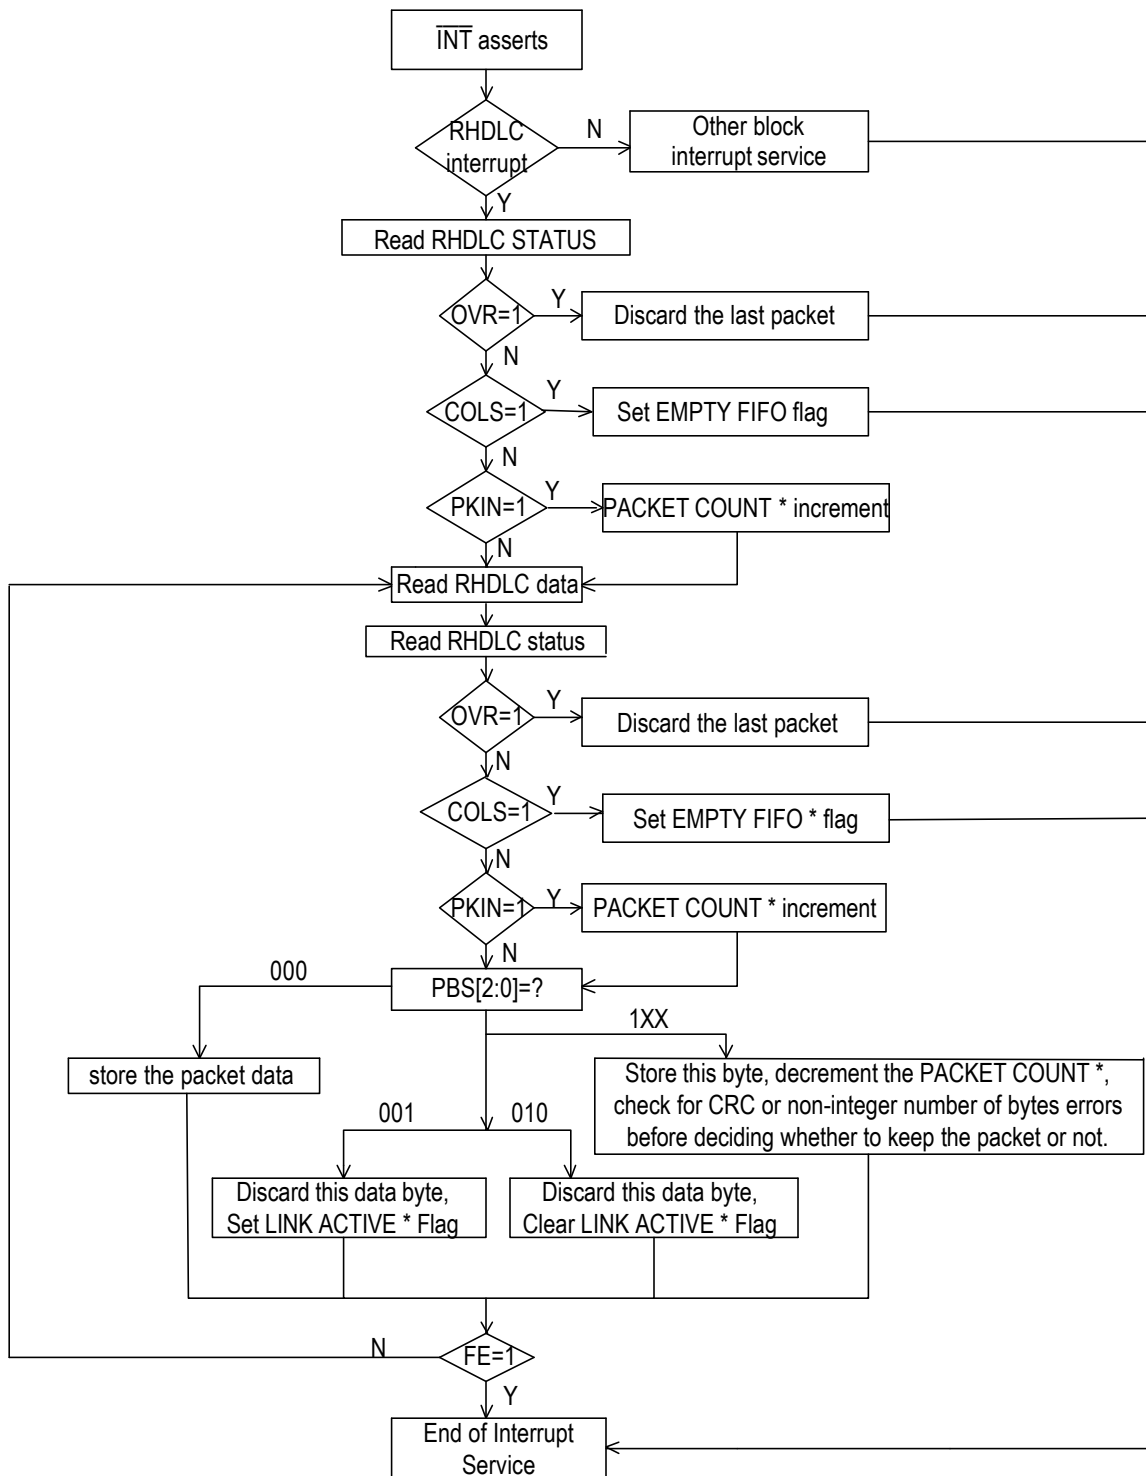 I̅N̅T̅ asserts
RHDLC
interrupt
N
Other block
interrupt service
Y
Read RHDLC STATUS
OVR=1
Y
Discard the last packet
N
COLS=1
Y
Set EMPTY FIFO flag
N
PKIN=1
Y
PACKET COUNT * increment
N
Read RHDLC data
Read RHDLC status
OVR=1
Y
Discard the last packet
N
COLS=1
Y
Set EMPTY FIFO * flag
N
PKIN=1
Y
PACKET COUNT * increment
N
000
PBS[2:0]=?
1XX
store the packet data
Store this byte, decrement the PACKET COUNT *,
check for CRC or non-integer number of bytes errors
before deciding whether to keep the packet or not.
001
010
Discard this data byte,
Set LINK ACTIVE * Flag
Discard this data byte,
Clear LINK ACTIVE * Flag
N
FE=1
Y
End of Interrupt
Service